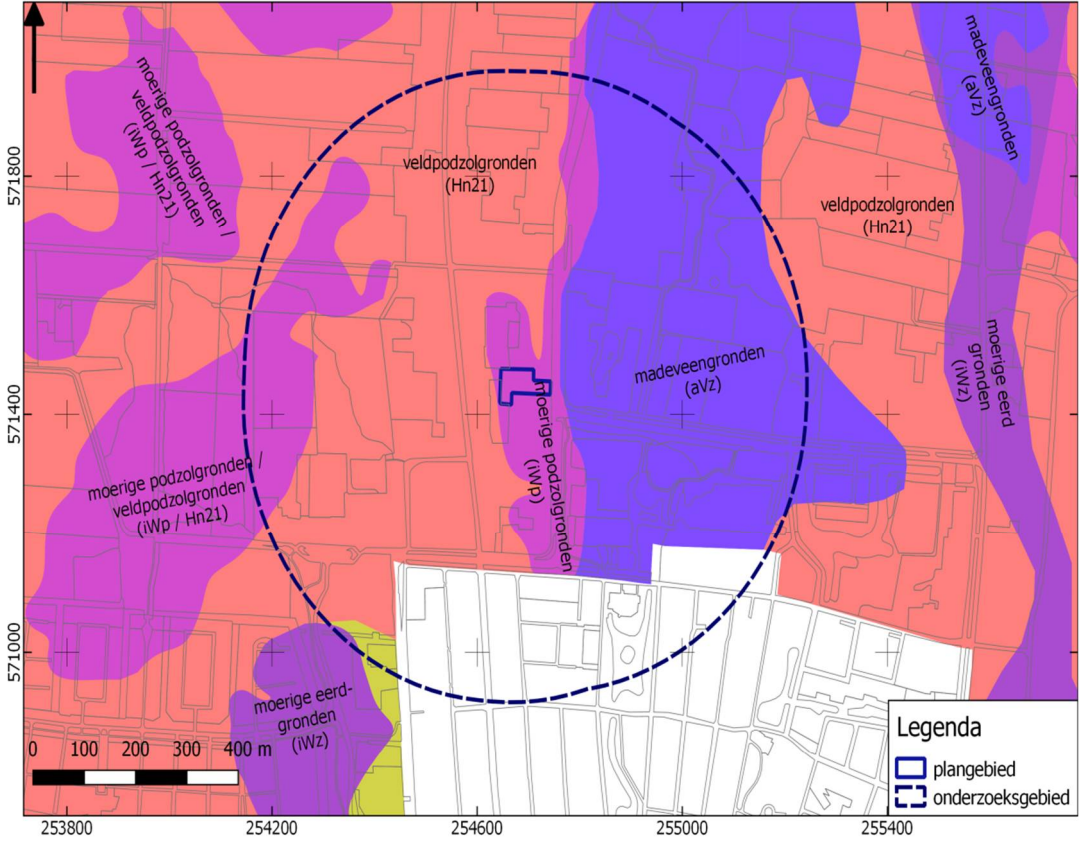 moerige podzolgronden /
veldpodzolgronden
(iWp / Hn21)
veldpodzolgronden
(Hn21)
veldpodzolgronden
(Hn21)
madeveengronden
(aVz)
madeveengronden
(aVz)
moerige eerd
gronden
(iWz)
moerige podzolgronden
(iWp)
moerige podzolgronden /
veldpodzolgronden
(iWp / Hn21)
moerige eerd-
gronden
(iWz)
571800
571400
571000
0 100 200 300 400 m
Legenda
plangebied
onderzoeksgebied
253800 254200 254600 255000 255400